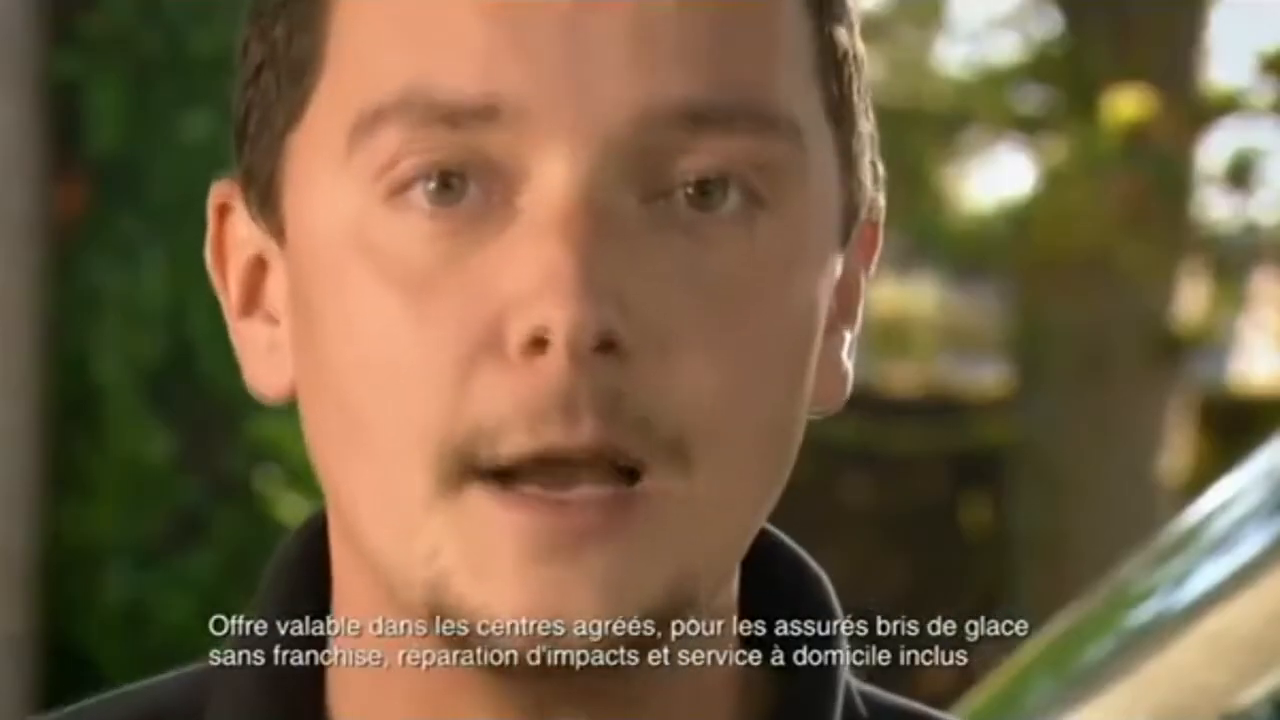 Offre valable dans les centres agréés, pour les assurés bris de glace
sans franchise, réparation d'impacts et service à domicile inclus